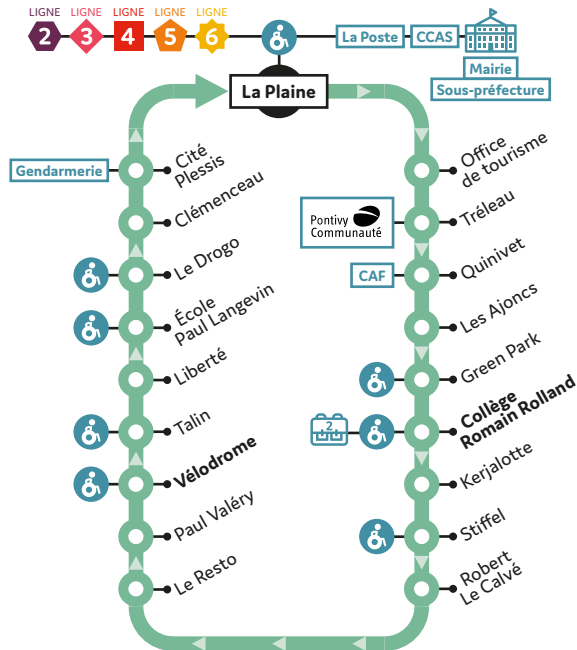 LIGNE LIGNE LIGNE LIGNE LIGNE
2 3 4 5 6
La Poste
CCAS
Mairie
Sous-préfecture
La Plaine
Office
de tourisme
Pontivy
Communauté
Tréleau
CAF
Quinivet
Les Ajoncs
Green Park
2
Collège
Romain Rolland
Kerjalotte
Stiffel
Robert
Le Calvé
Le Resto
Paul Valéry
Vélodrome
Talin
Liberté
École
Paul Langevin
Le Drogo
Clémenceau
Gendarmerie
Cité
Plessis